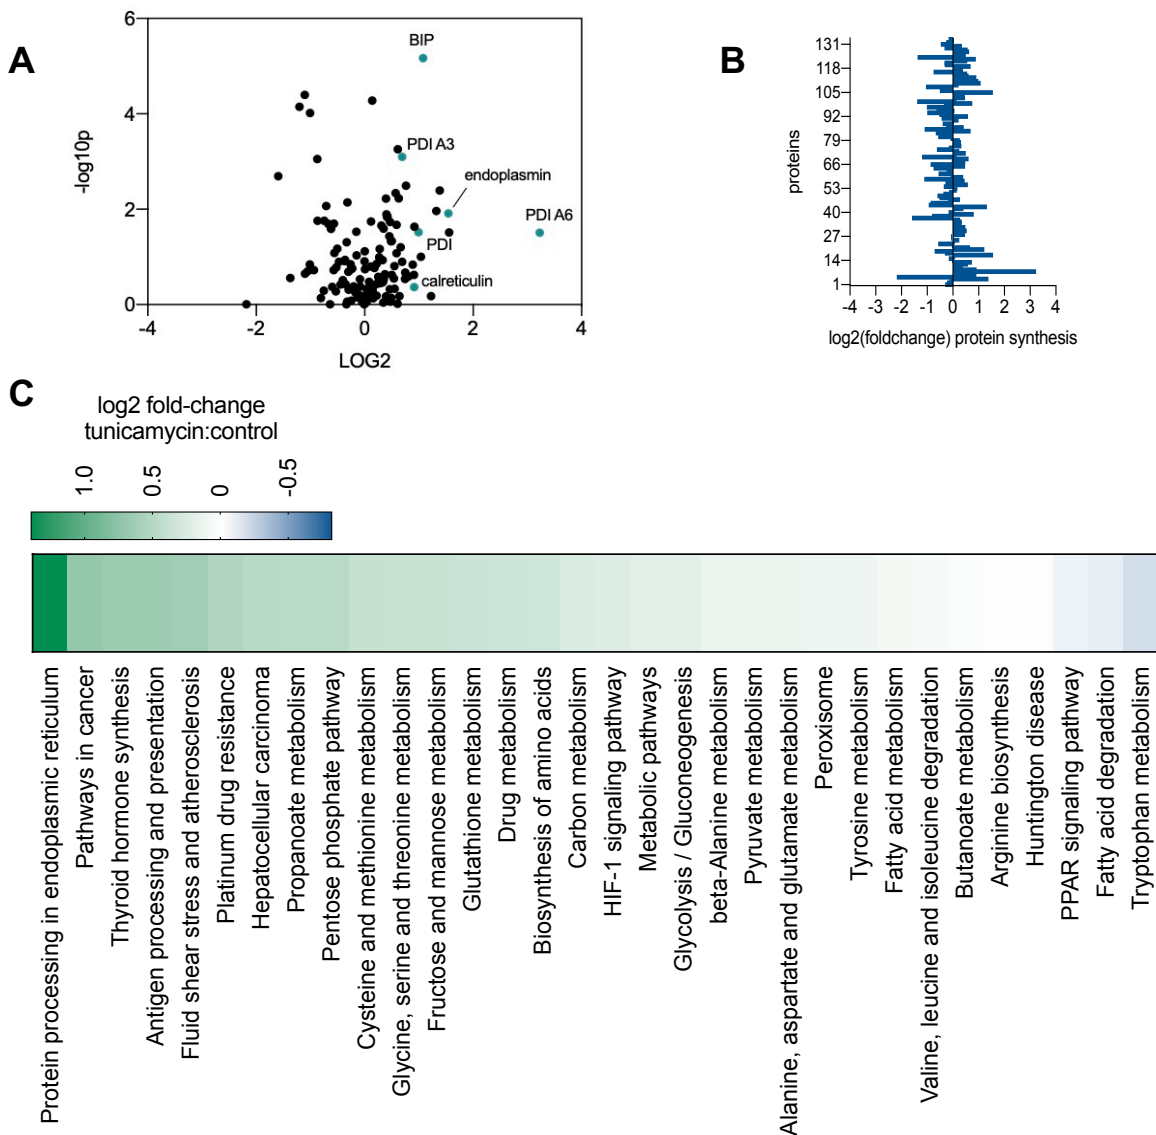 A
6
4
2
0
-log10p
-4
-2
0
2
4
LOG2
BIP
PDI A3
endoplasmin
PDI A6
PDI
calreticulin
B
131
118
105
92
79
66
53
40
27
14
1
proteins
-4 -3 -2 -1 0 1 2 3 4
log2(foldchange) protein synthesis
C
log2 fold-change
tunicamycin:control
1.0
0.5
0
-0.5
Protein processing in endoplasmic reticulum
Pathways in cancer
Thyroid hormone synthesis
Antigen processing and presentation
Fluid shear stress and atherosclerosis
Platinum drug resistance
Hepatocellular carcinoma
Propanoate metabolism
Pentose phosphate pathway
Cysteine and methionine metabolism
Glycine, serine and threonine metabolism
Fructose and mannose metabolism
Glutathione metabolism
Drug metabolism
Biosynthesis of amino acids
Carbon metabolism
HIF-1 signaling pathway
Metabolic pathways
Glycolysis / Gluconeogenesis
beta-Alanine metabolism
Pyruvate metabolism
Alanine, aspartate and glutamate metabolism
Peroxisome
Tyrosine metabolism
Fatty acid metabolism
Valine, leucine and isoleucine degradation
Butanoate metabolism
Arginine biosynthesis
Huntington disease
PPAR signaling pathway
Fatty acid degradation
Tryptophan metabolism